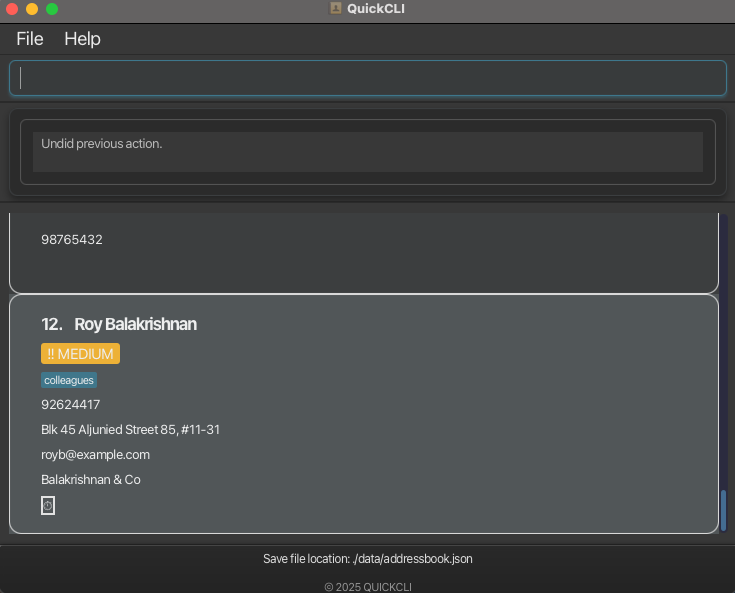 QuickCLI
File Help
Undid previous action.
98765432
12. Roy Balakrishnan
!! MEDIUM
colleagues
92624417
Blk 45 Aljunied Street 85, #11-31
royb@example.com
Balakrishnan & Co
Save file location: ./data/addressbook.json
© 2025 QUICKCLI